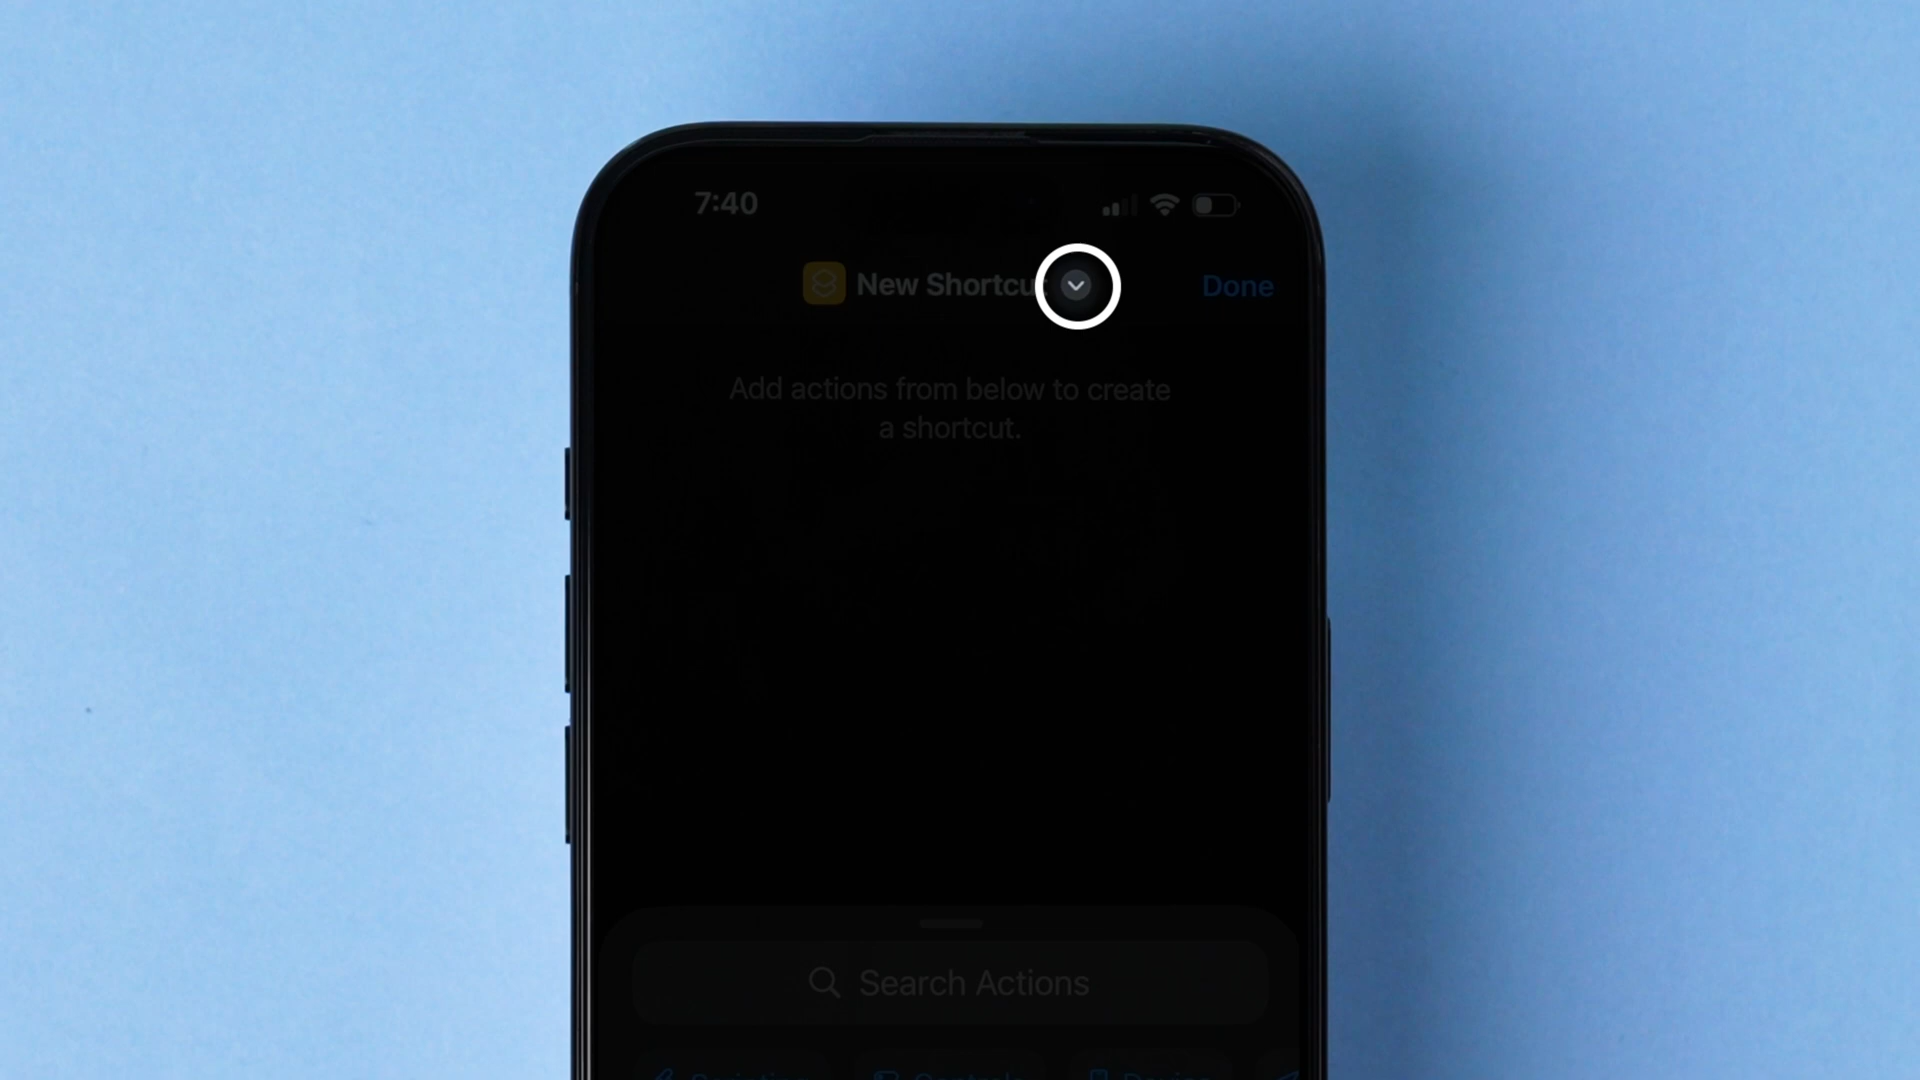 7:40
New Shortcu
Done
Add actions from below to create
a shortcut.
Search Actions